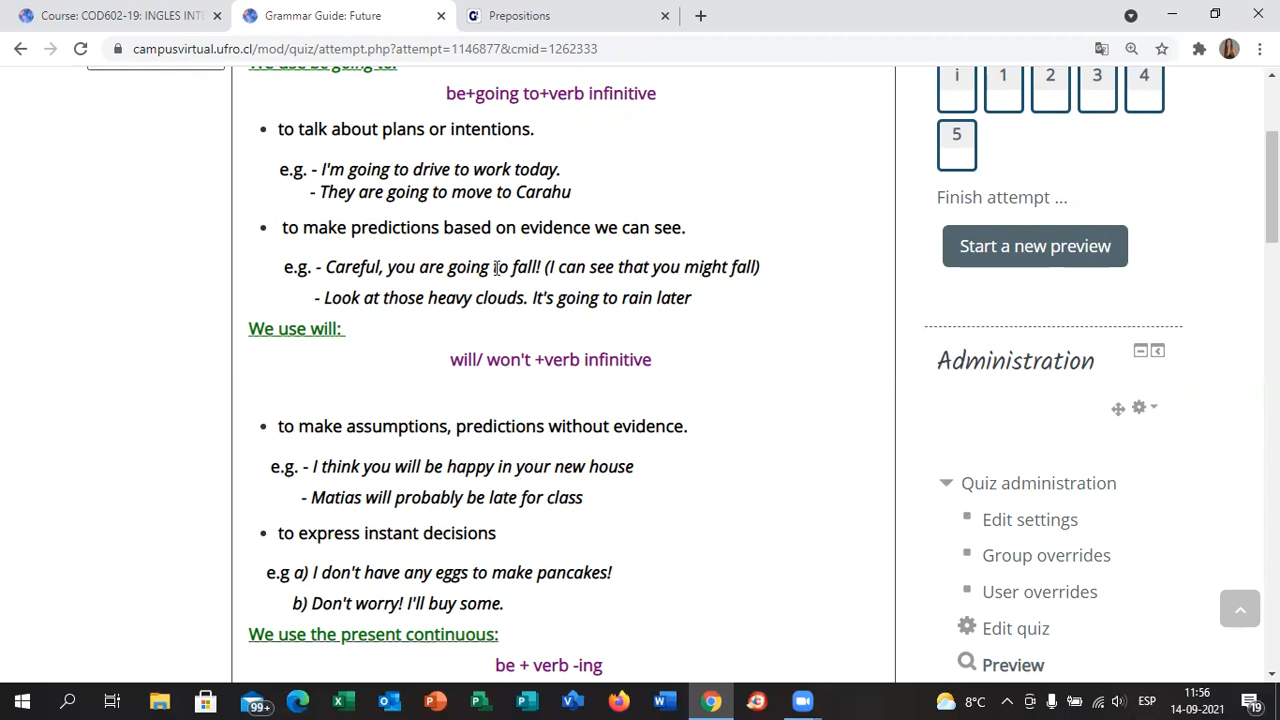 Course: COD602-19: INGLES INTE
Grammar Guide: Future
Prepositions
campusvirtual.ufro.cl/mod/quiz/attempt.php?attempt=1146877&cmid=1262333
We use be going to:
be+going to+verb infinitive
to talk about plans or intentions.
e.g. - I'm going to drive to work today.
- They are going to move to Carahu
to make predictions based on evidence we can see.
e.g. - Careful, you are going to fall! (I can see that you might fall)
- Look at those heavy clouds. It's going to rain later
We use will:
will/ won't +verb infinitive
to make assumptions, predictions without evidence.
e.g. - I think you will be happy in your new house
- Matias will probably be late for class
to express instant decisions
e.g a) I don't have any eggs to make pancakes!
b) Don't worry! I'll buy some.
We use the present continuous:
be + verb -ing
i 1 2 3 4
5
Finish attempt ...
Start a new preview
Administration
Quiz administration
Edit settings
Group overrides
User overrides
Edit quiz
Preview
99+
8°C
ESP
11:56
14-09-2021
19